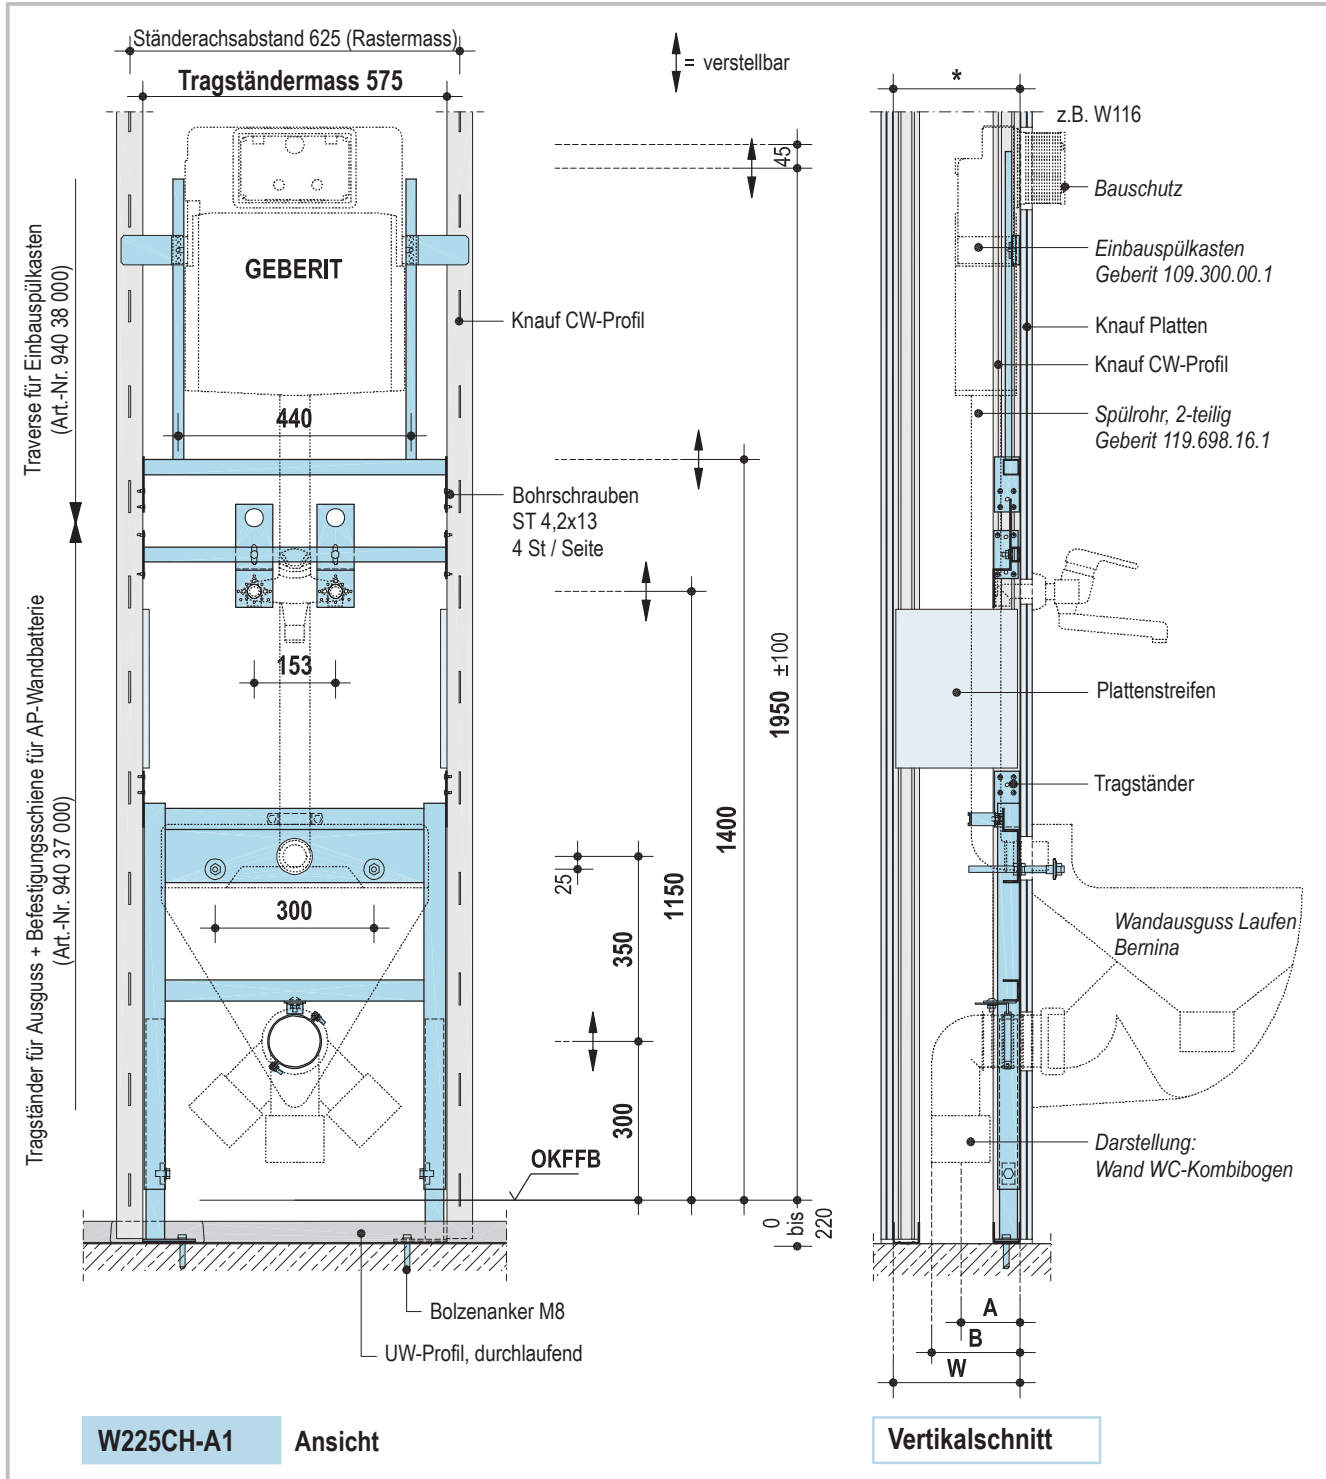 Ständerachsabstand 625 (Rastermass)
Tragständermass 575
= verstellbar
*
z.B. W116
45
Bauschutz
Einbauspülkasten
Geberit 109.300.00.1
GEBERIT
Knauf CW-Profil
Knauf Platten
Knauf CW-Profil
Spülrohr, 2-teilig
Geberit 119.698.16.1
Traverse für Einbauspülkasten
(Art.-Nr. 940 38 000)
440
Bohrschrauben
ST 4,2x13
4 St / Seite
153
1950 ±100
Plattenstreifen
Tragständer
1400
Tragständer für Ausguss + Befestigungsschiene für AP-Wandbatterie
(Art.-Nr. 940 37 000)
25
1150
300
350
Wandausguss Laufen
Bernina
300
OKFFB
Darstellung:
Wand WC-Kombibogen
0
bis
220
Bolzenanker M8
UW-Profil, durchlaufend
A
B
W
W225CH-A1 Ansicht
Vertikalschnitt